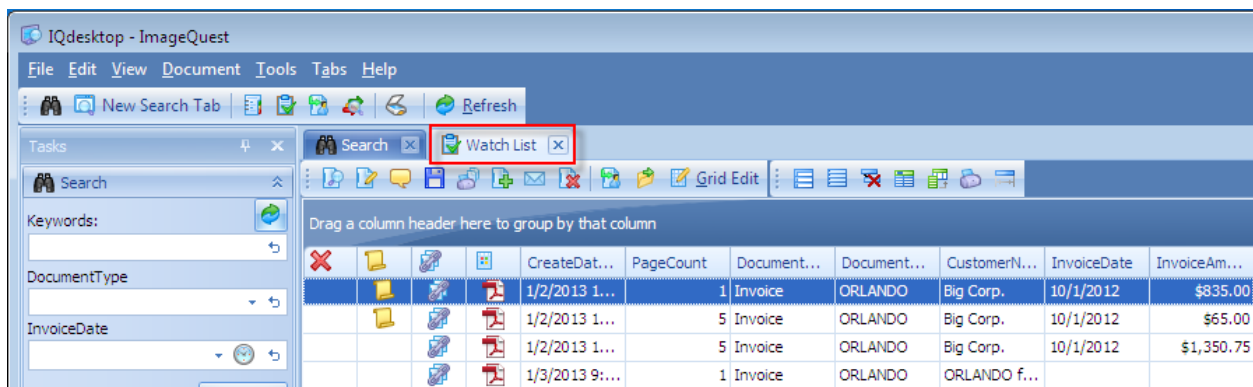 IQdesktop - ImageQuest
File Edit View Document Tools Tabs Help
New Search Tab Refresh
Tasks
Search
Keywords:
DocumentType
InvoiceDate
Search Watch List
Grid Edit
Drag a column header here to group by that column
CreateDat... PageCount Document... Document... CustomerN... InvoiceDate InvoiceAm...
1/2/2013 1... 1 Invoice ORLANDO Big Corp. 10/1/2012 $835.00
1/2/2013 1... 5 Invoice ORLANDO Big Corp. 10/1/2012 $65.00
1/2/2013 1... 5 Invoice ORLANDO Big Corp. 10/1/2012 $1,350.75
1/3/2013 9:... 1 Invoice ORLANDO ORLANDO f...